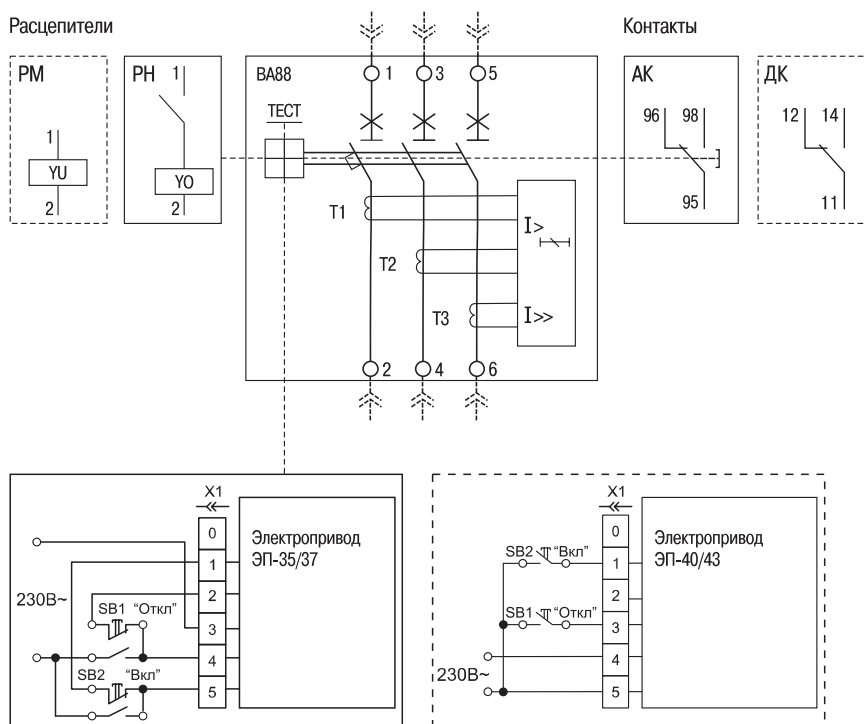 Расцепители
Контакты
РМ
1
YU
2
РН
1
YO
2
ВА88
ТЕСТ
1
3
5
T1
T2
T3
I>
I>>
2
4
6
АК
96
98
95
ДК
12
14
11
X1
0
1
2
3
4
5
Электропривод
ЭП-35/37
230В~
SB1 “Откл”
SB2 “Вкл”
X1
0
1
2
3
4
5
Электропривод
ЭП-40/43
SB2 “Вкл”
SB1 “Откл”
230В~